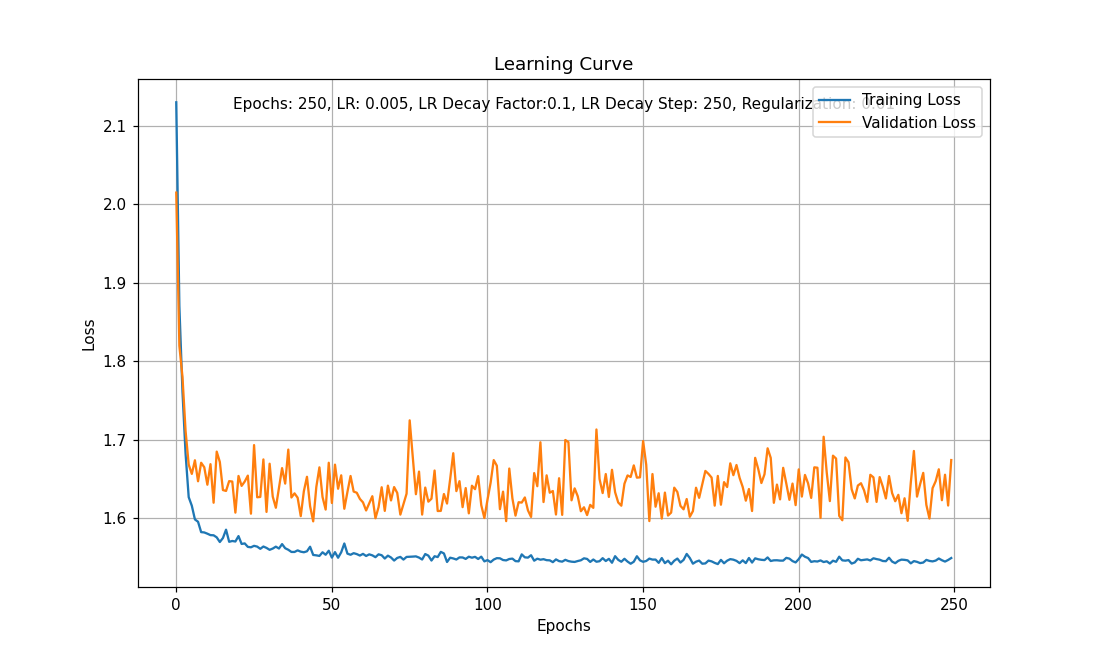 Learning Curve
Epochs: 250, LR: 0.005, LR Decay Factor:0.1, LR Decay Step: 250, Regularization: 0.01
Training Loss
Validation Loss
2.1
2.0
1.9
1.8
1.7
1.6
Loss
0 50 100 150 200 250
Epochs